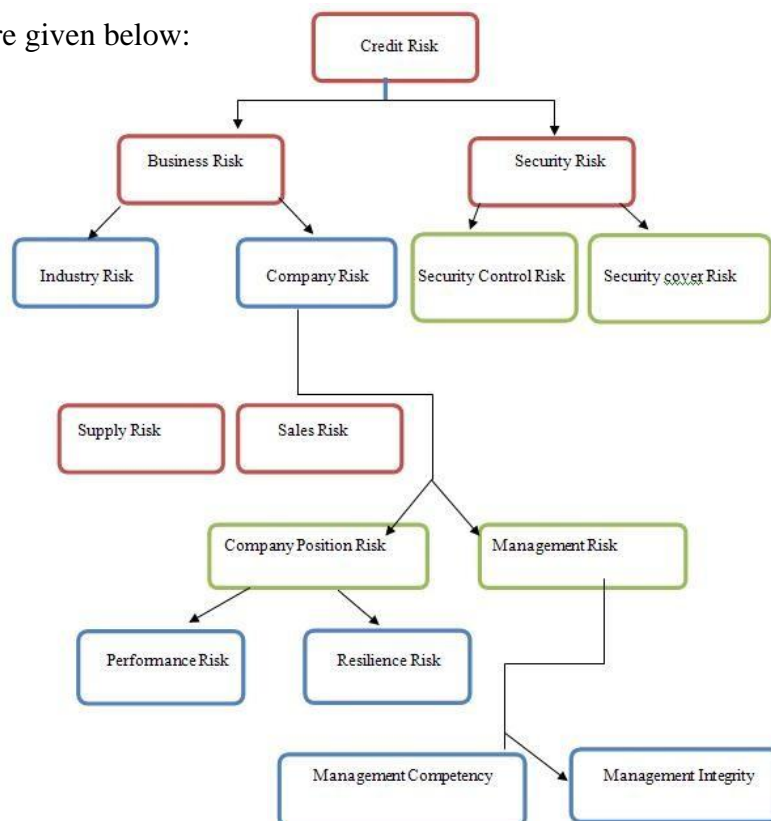 re given below:
Credit Risk
Business Risk
Security Risk
Industry Risk
Company Risk
Security Control Risk
Security cover Risk
Supply Risk
Sales Risk
Company Position Risk
Management Risk
Performance Risk
Resilience Risk
Management Competency
Management Integrity